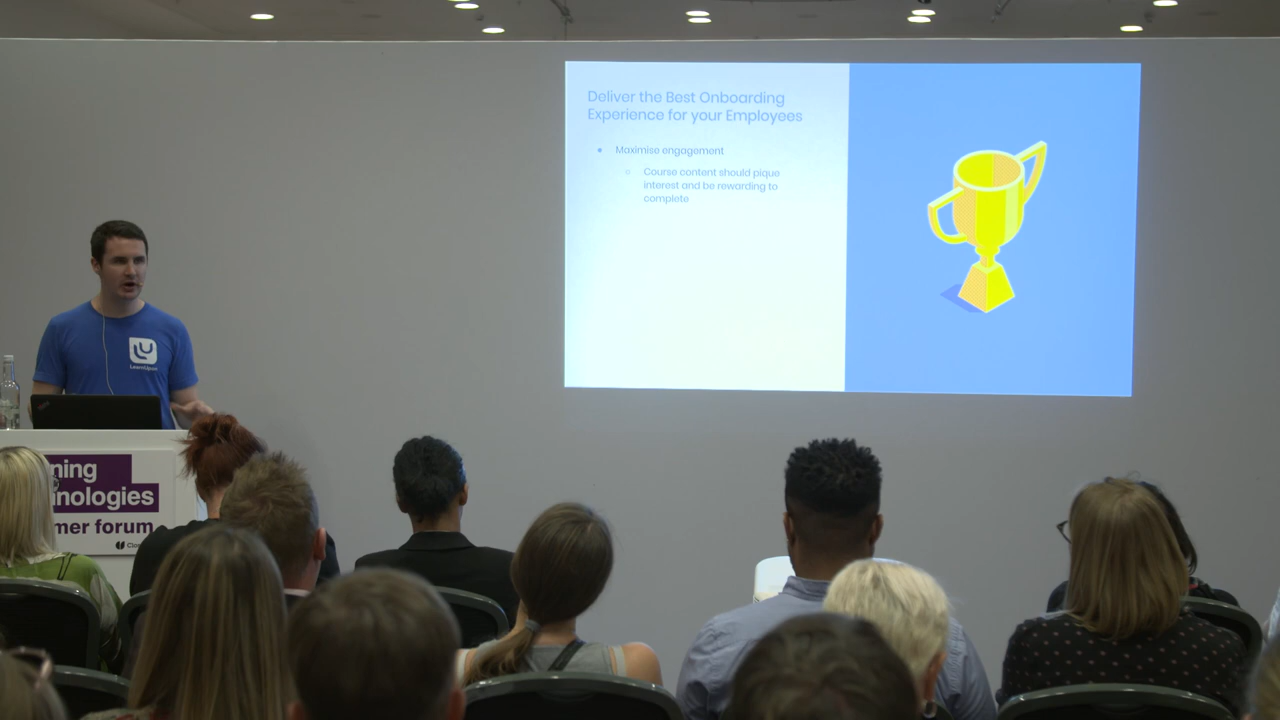 Deliver the Best Onboarding
Experience for your Employees
Maximise engagement
Course content should pique
interest and be rewarding to
complete
LearnUpon
ning
nologies
mer forum